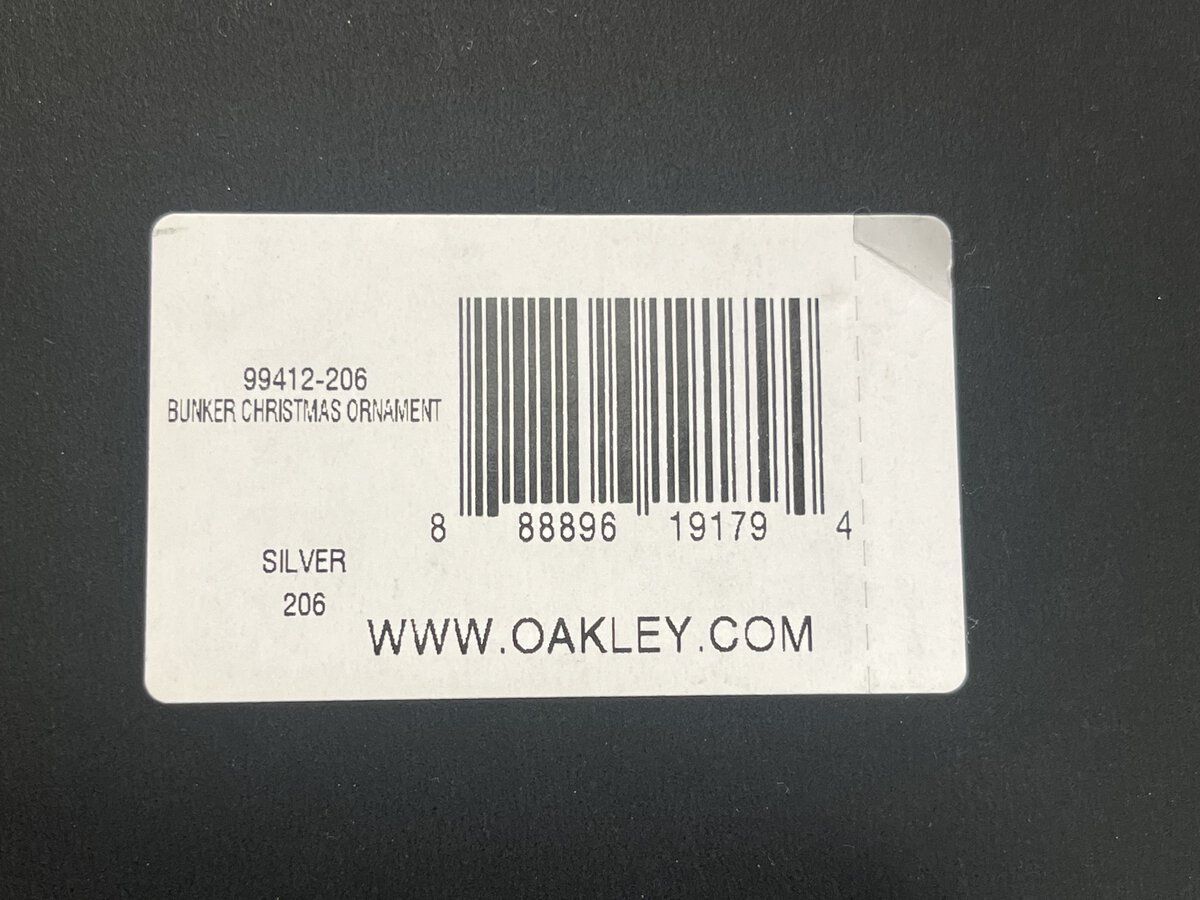 99412-206
BUNKER CHRISTMAS ORNAMENT
8 88896 19179 4
SILVER
206
WWW.OAKLEY.COM